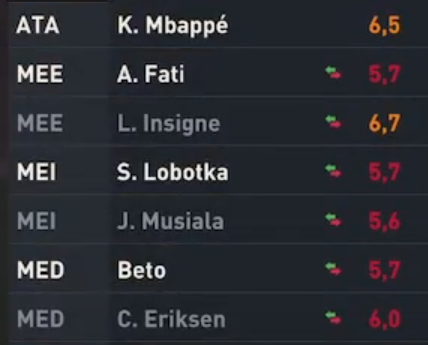 ATA K. Mbappé 6,5
MEE A. Fati 5,7
MEE L. Insigne 6,7
MEI S. Lobotka 5,7
MEI J. Musiala 5,6
MED Beto 5,7
MED C. Eriksen 6,0